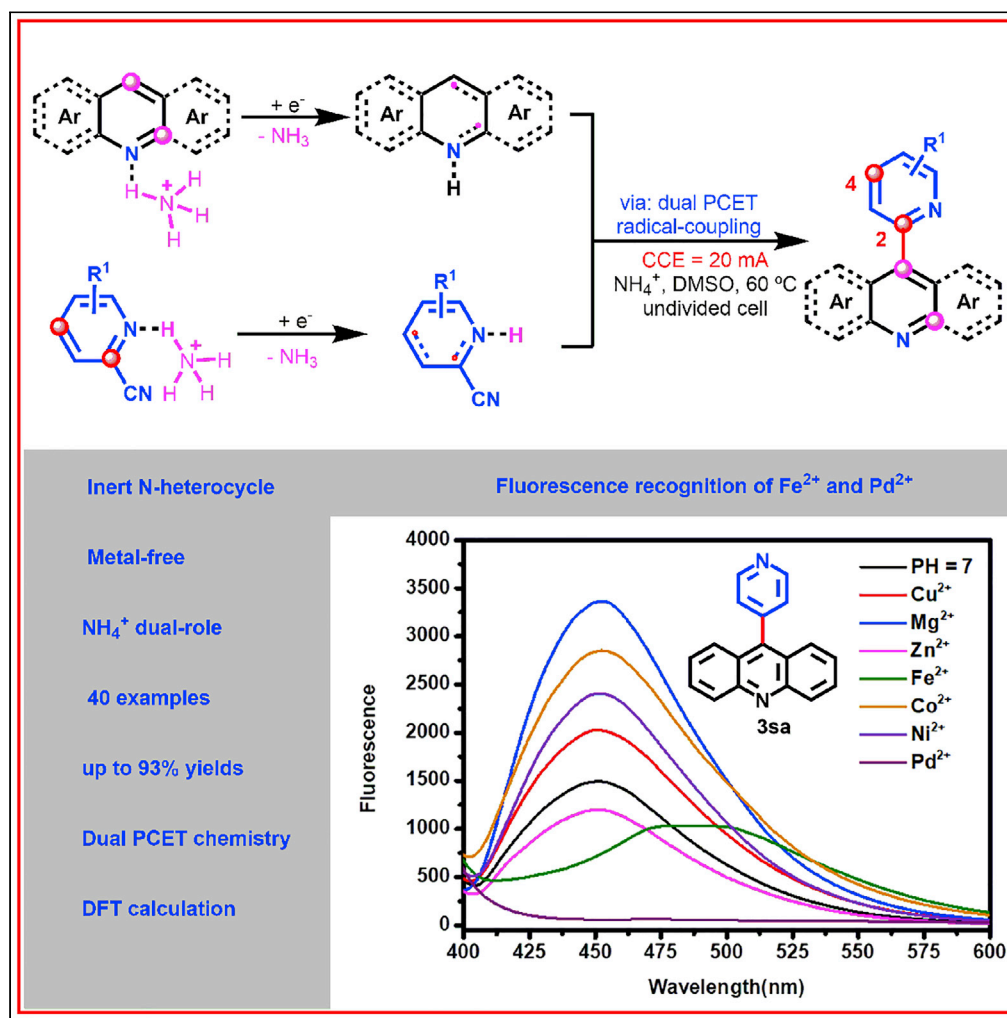 Ar
Ar
N
H
H
N
+
H
H
+ e⁻
- NH₃
Ar
Ar
N
H
R¹
N
H
H
+
N
H
H
CN
+ e⁻
- NH₃
R¹
N
H
CN
via: dual PCET
radical-coupling
CCE = 20 mA
NH₄⁺, DMSO, 60 ºC
undivided cell
R¹
4
N
2
Ar
Ar
N
Inert N-heterocycle
Metal-free
NH₄⁺ dual-role
40 examples
up to 93% yields
Dual PCET chemistry
DFT calculation
Fluorescence recognition of Fe²⁺ and Pd²⁺
Fluorescence
4000
3500
3000
2500
2000
1500
1000
500
0
400 425 450 475 500 525 550 575 600
Wavelength(nm)
N
N
3sa
PH = 7
Cu²⁺
Mg²⁺
Zn²⁺
Fe²⁺
Co²⁺
Ni²⁺
Pd²⁺